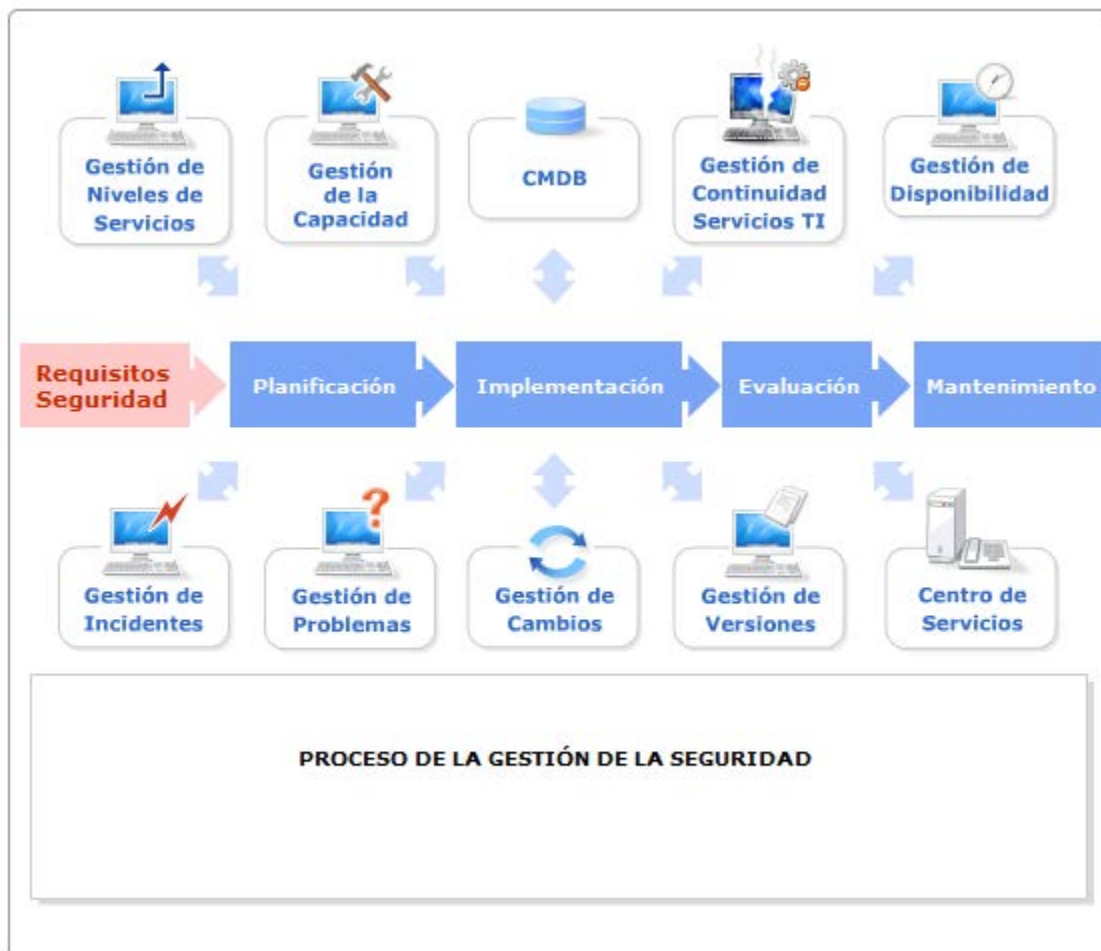 Gestión de
Niveles de
Servicios
Gestión
de la
Capacidad
CMDB
Gestión de
Continuidad
Servicios TI
Gestión de
Disponibilidad
Requisitos
Seguridad
Planificación
Implementación
Evaluación
Mantenimiento
Gestión de
Incidentes
Gestión de
Problemas
Gestión de
Cambios
Gestión de
Versiones
Centro de
Servicios
PROCESO DE LA GESTIÓN DE LA SEGURIDAD